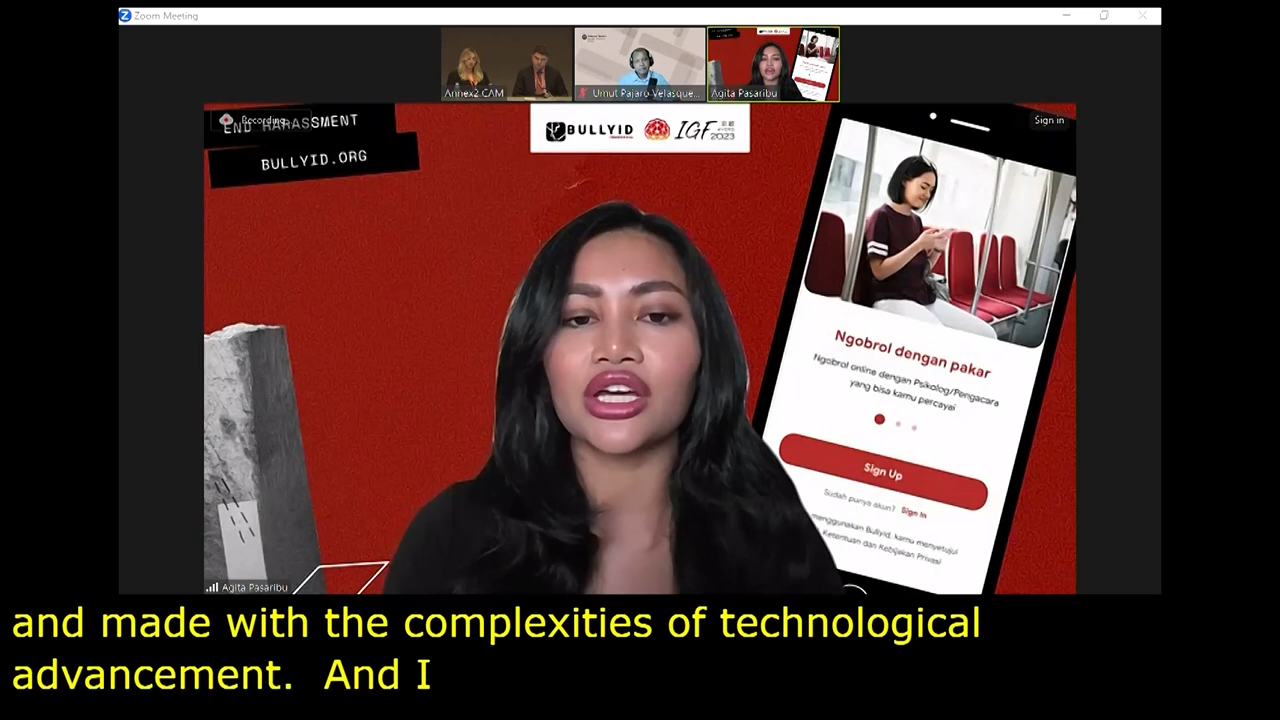 Zoom Meeting
Annex2 CAM
Umut Pajaro Velasque...
Agita Pasaribu
Recording...
END HARASSMENT
BULLYID.ORG
BULLYID
IGF
2023
Sign in
Ngobrol dengan pakar
Ngobrol online dengan Psikolog/Pengacara
yang bisa kamu percayai
Sign Up
Sudah punya akun? Sign In
menggunakan Bullyid, kamu menyetujui
Ketentuan dan Kebijakan Privasi
Agita Pasaribu
and made with the complexities of technological
advancement. And I